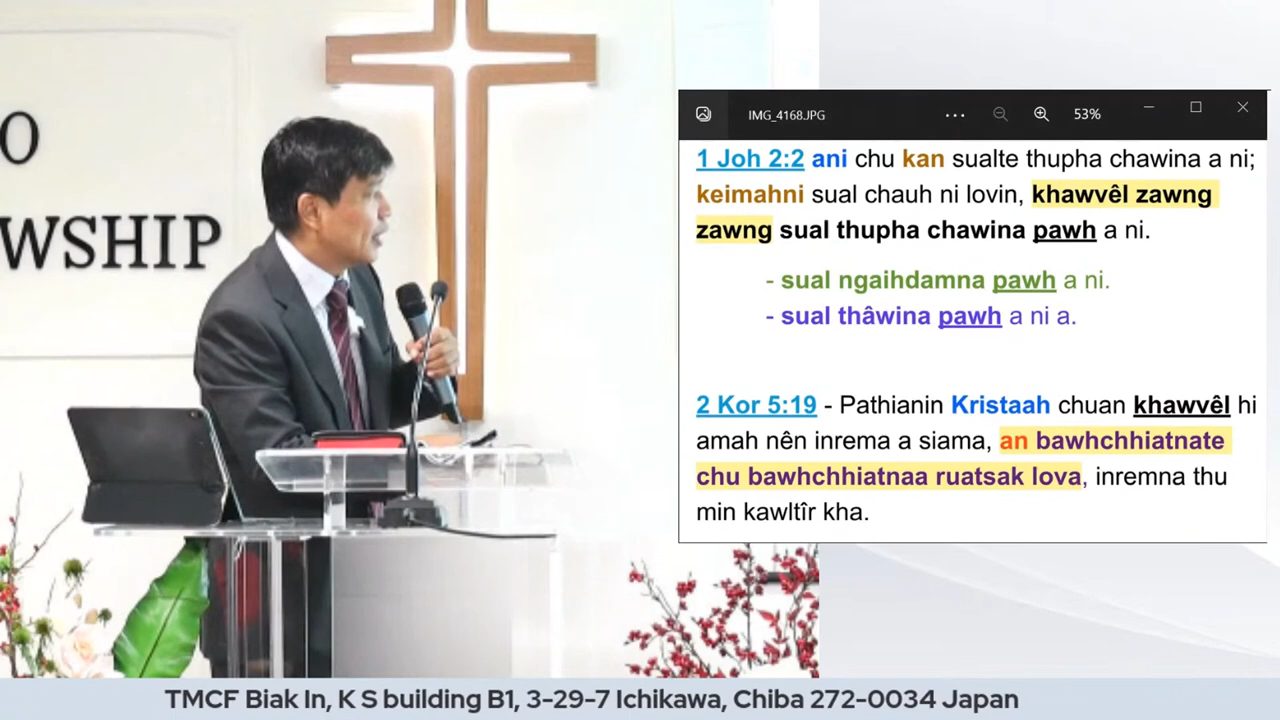 O
WSHIP
IMG_4168.JPG
53%
1 Joh 2:2 ani chu kan sualte thupha chawina a ni;
keimahni sual chauh ni lovin, khawvêl zawng
zawng sual thupha chawina pawh a ni.
- sual ngaihdamna pawh a ni.
- sual thâwina pawh a ni a.
2 Kor 5:19 - Pathianin Kristaah chuan khawvêl hi
amah nên inrema a siama, an bawhchhiatnate
chu bawhchhiatnaa ruatsak lova, inremna thu
min kawltîr kha.
TMCF Biak In, K S building B1, 3-29-7 Ichikawa, Chiba 272-0034 Japan